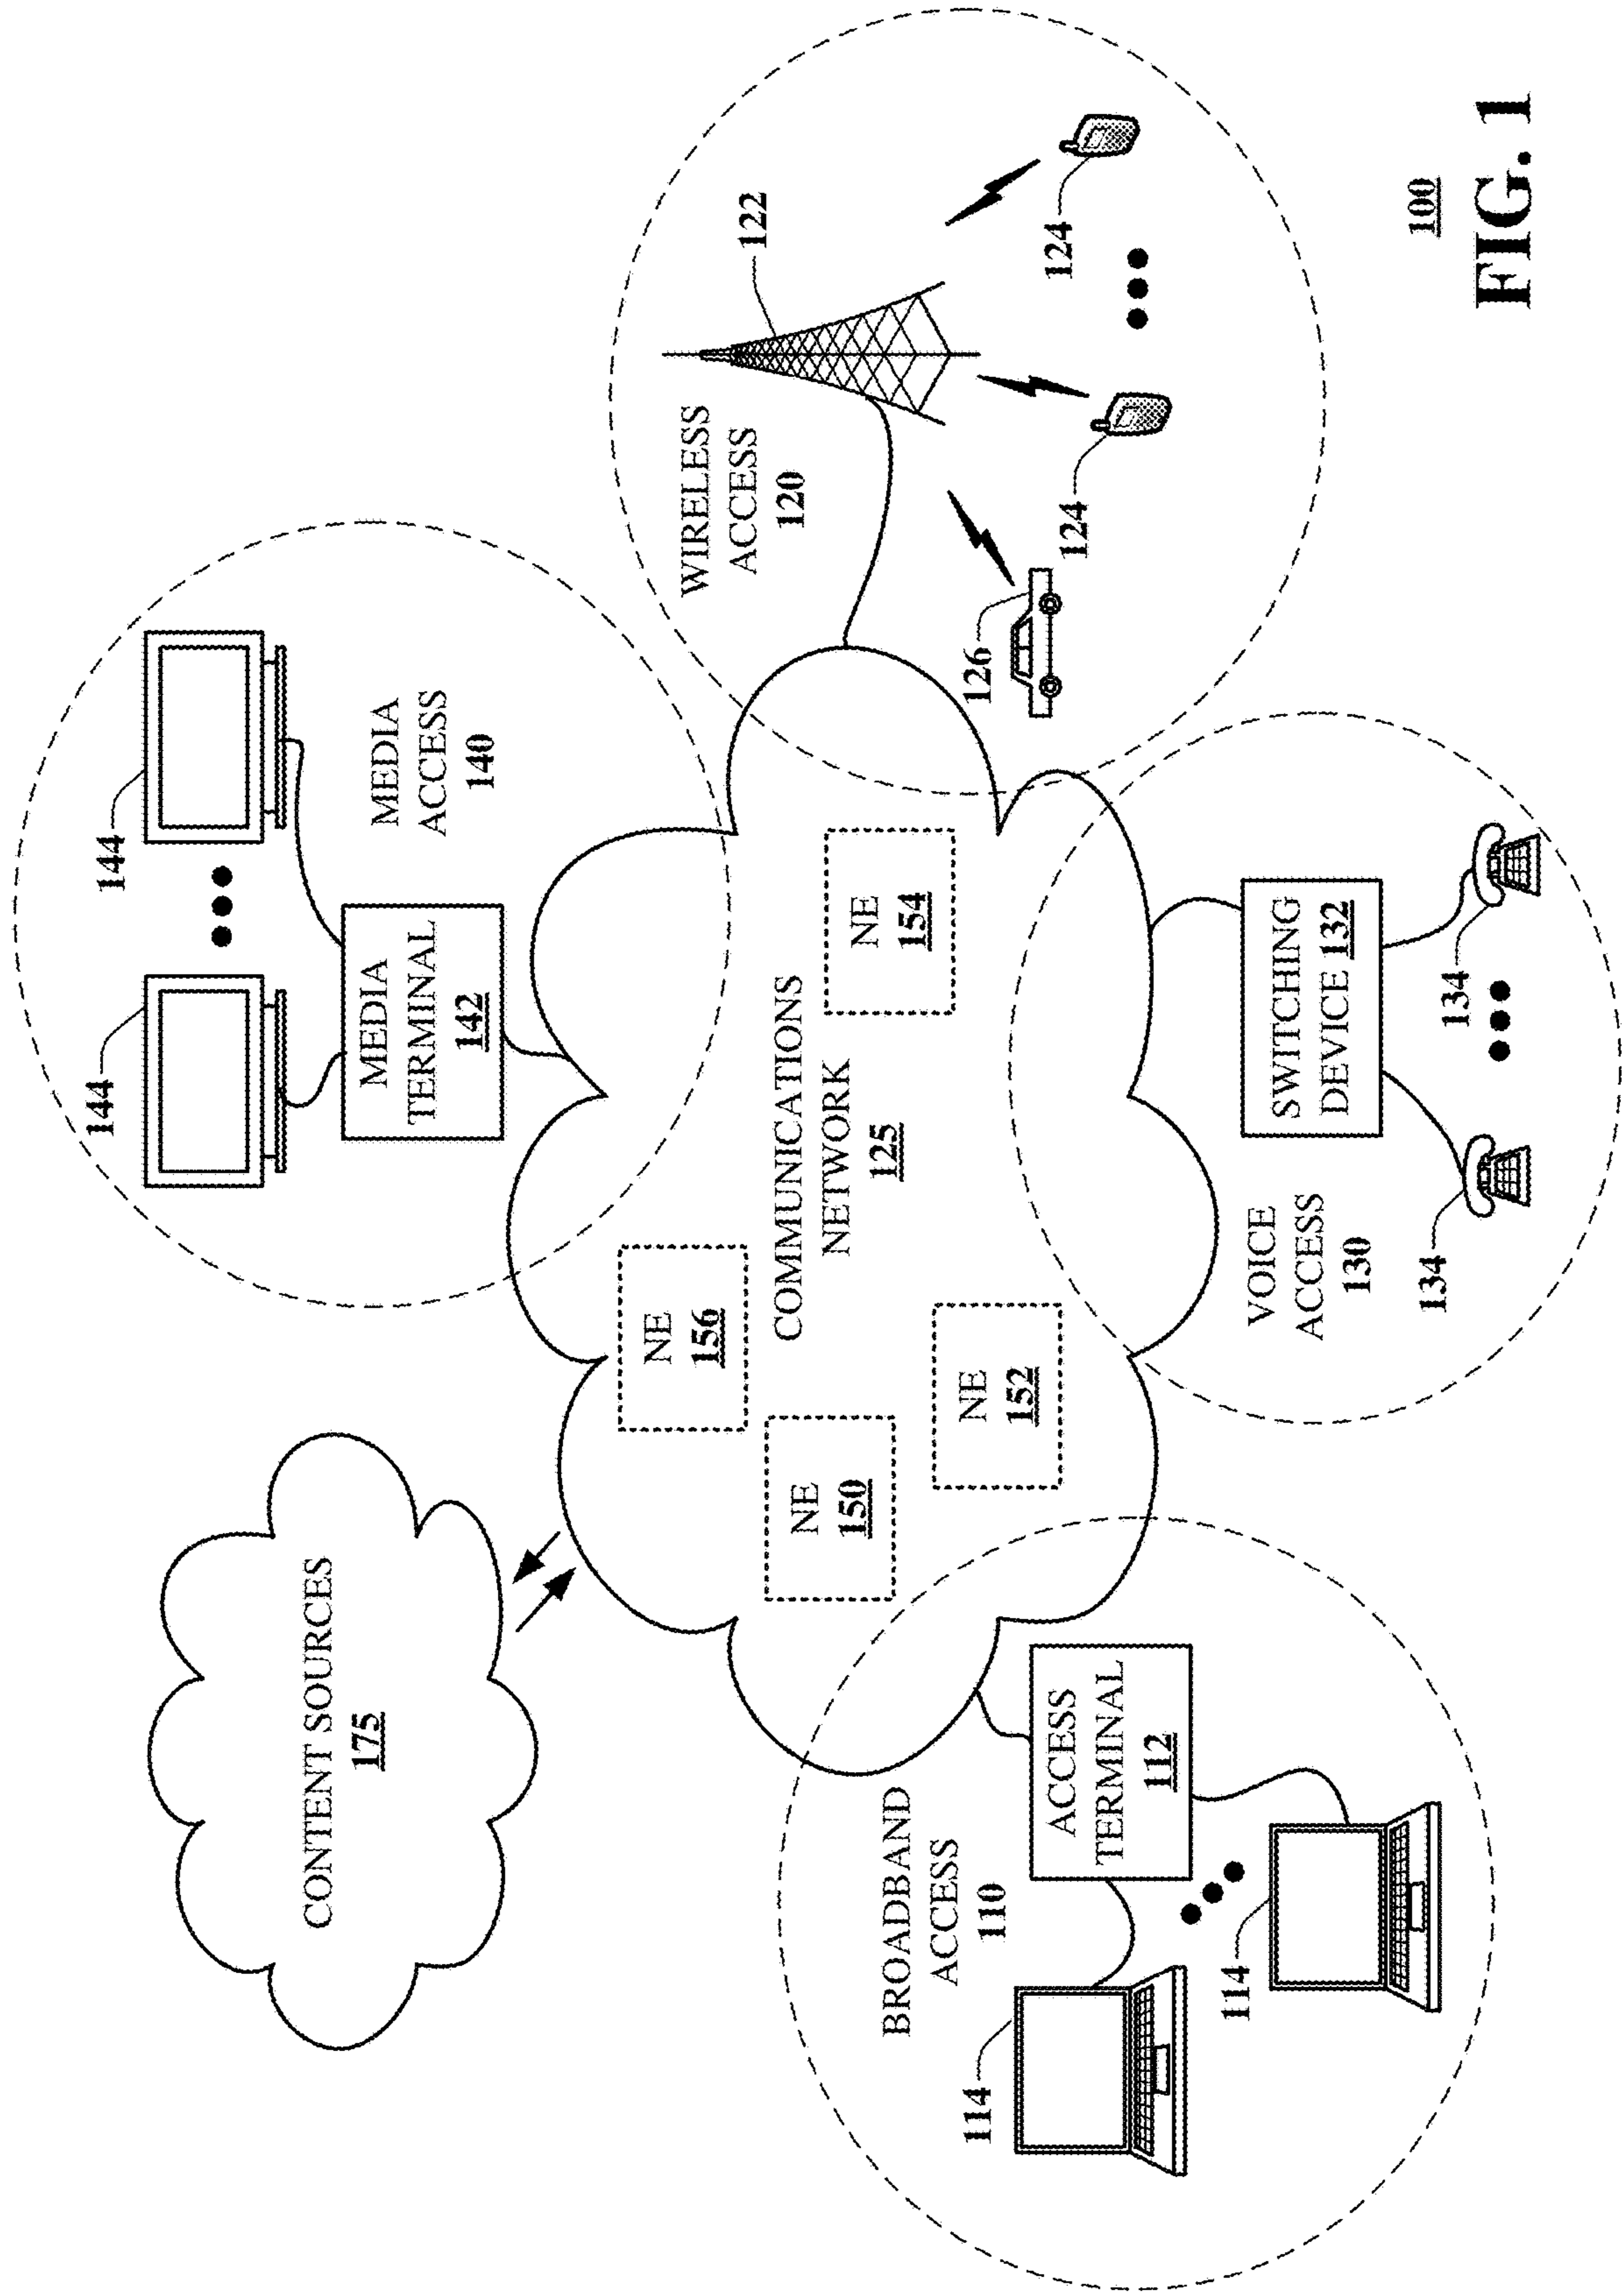 CONTENT SOURCES
175
144
144
MEDIA
TERMINAL
142
MEDIA
ACCESS
140
WIRELESS
ACCESS
120
122
124
124
126
NE
156
NE
150
NE
152
NE
154
COMMUNICATIONS
NETWORK
125
BROADBAND
ACCESS
110
ACCESS
TERMINAL
112
114
114
VOICE
ACCESS
130
SWITCHING
DEVICE 132
134
134
100
FIG. 1